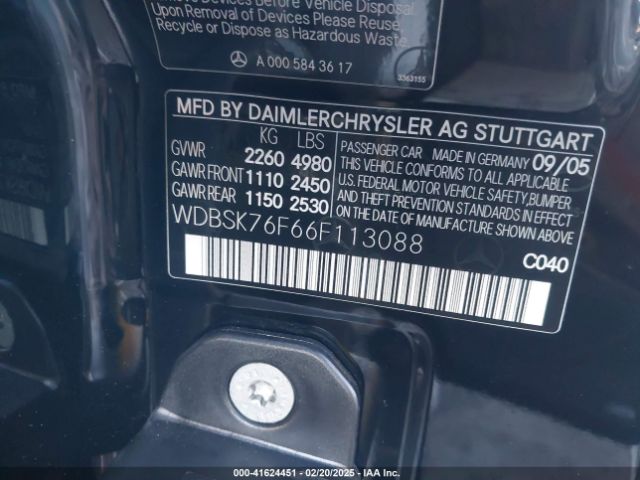 move Devices Before Vehicle Disposal
Upon Removal of Devices Please Reuse,
Recycle or Dispose as Hazardous Waste.
A 000 584 36 17
3363155
MFD BY DAIMLERCHRYSLER AG STUTTGART
KG LBS
GVWR 2260 4980
GAWR FRONT 1110 2450
GAWR REAR 1150 2530
PASSENGER CAR MADE IN GERMANY 09/05
THIS VEHICLE CONFORMS TO ALL APPLICABLE
U.S. FEDERAL MOTOR VEHICLE SAFETY, BUMPER
AND THEFT PREVENTION STANDARDS IN EFFECT
ON THE DATE OF MANUFACTURE SHOWN ABOVE.
WDBSK76F66F113088
C040
000-41624451 - 02/20/2025 - IAA Inc.